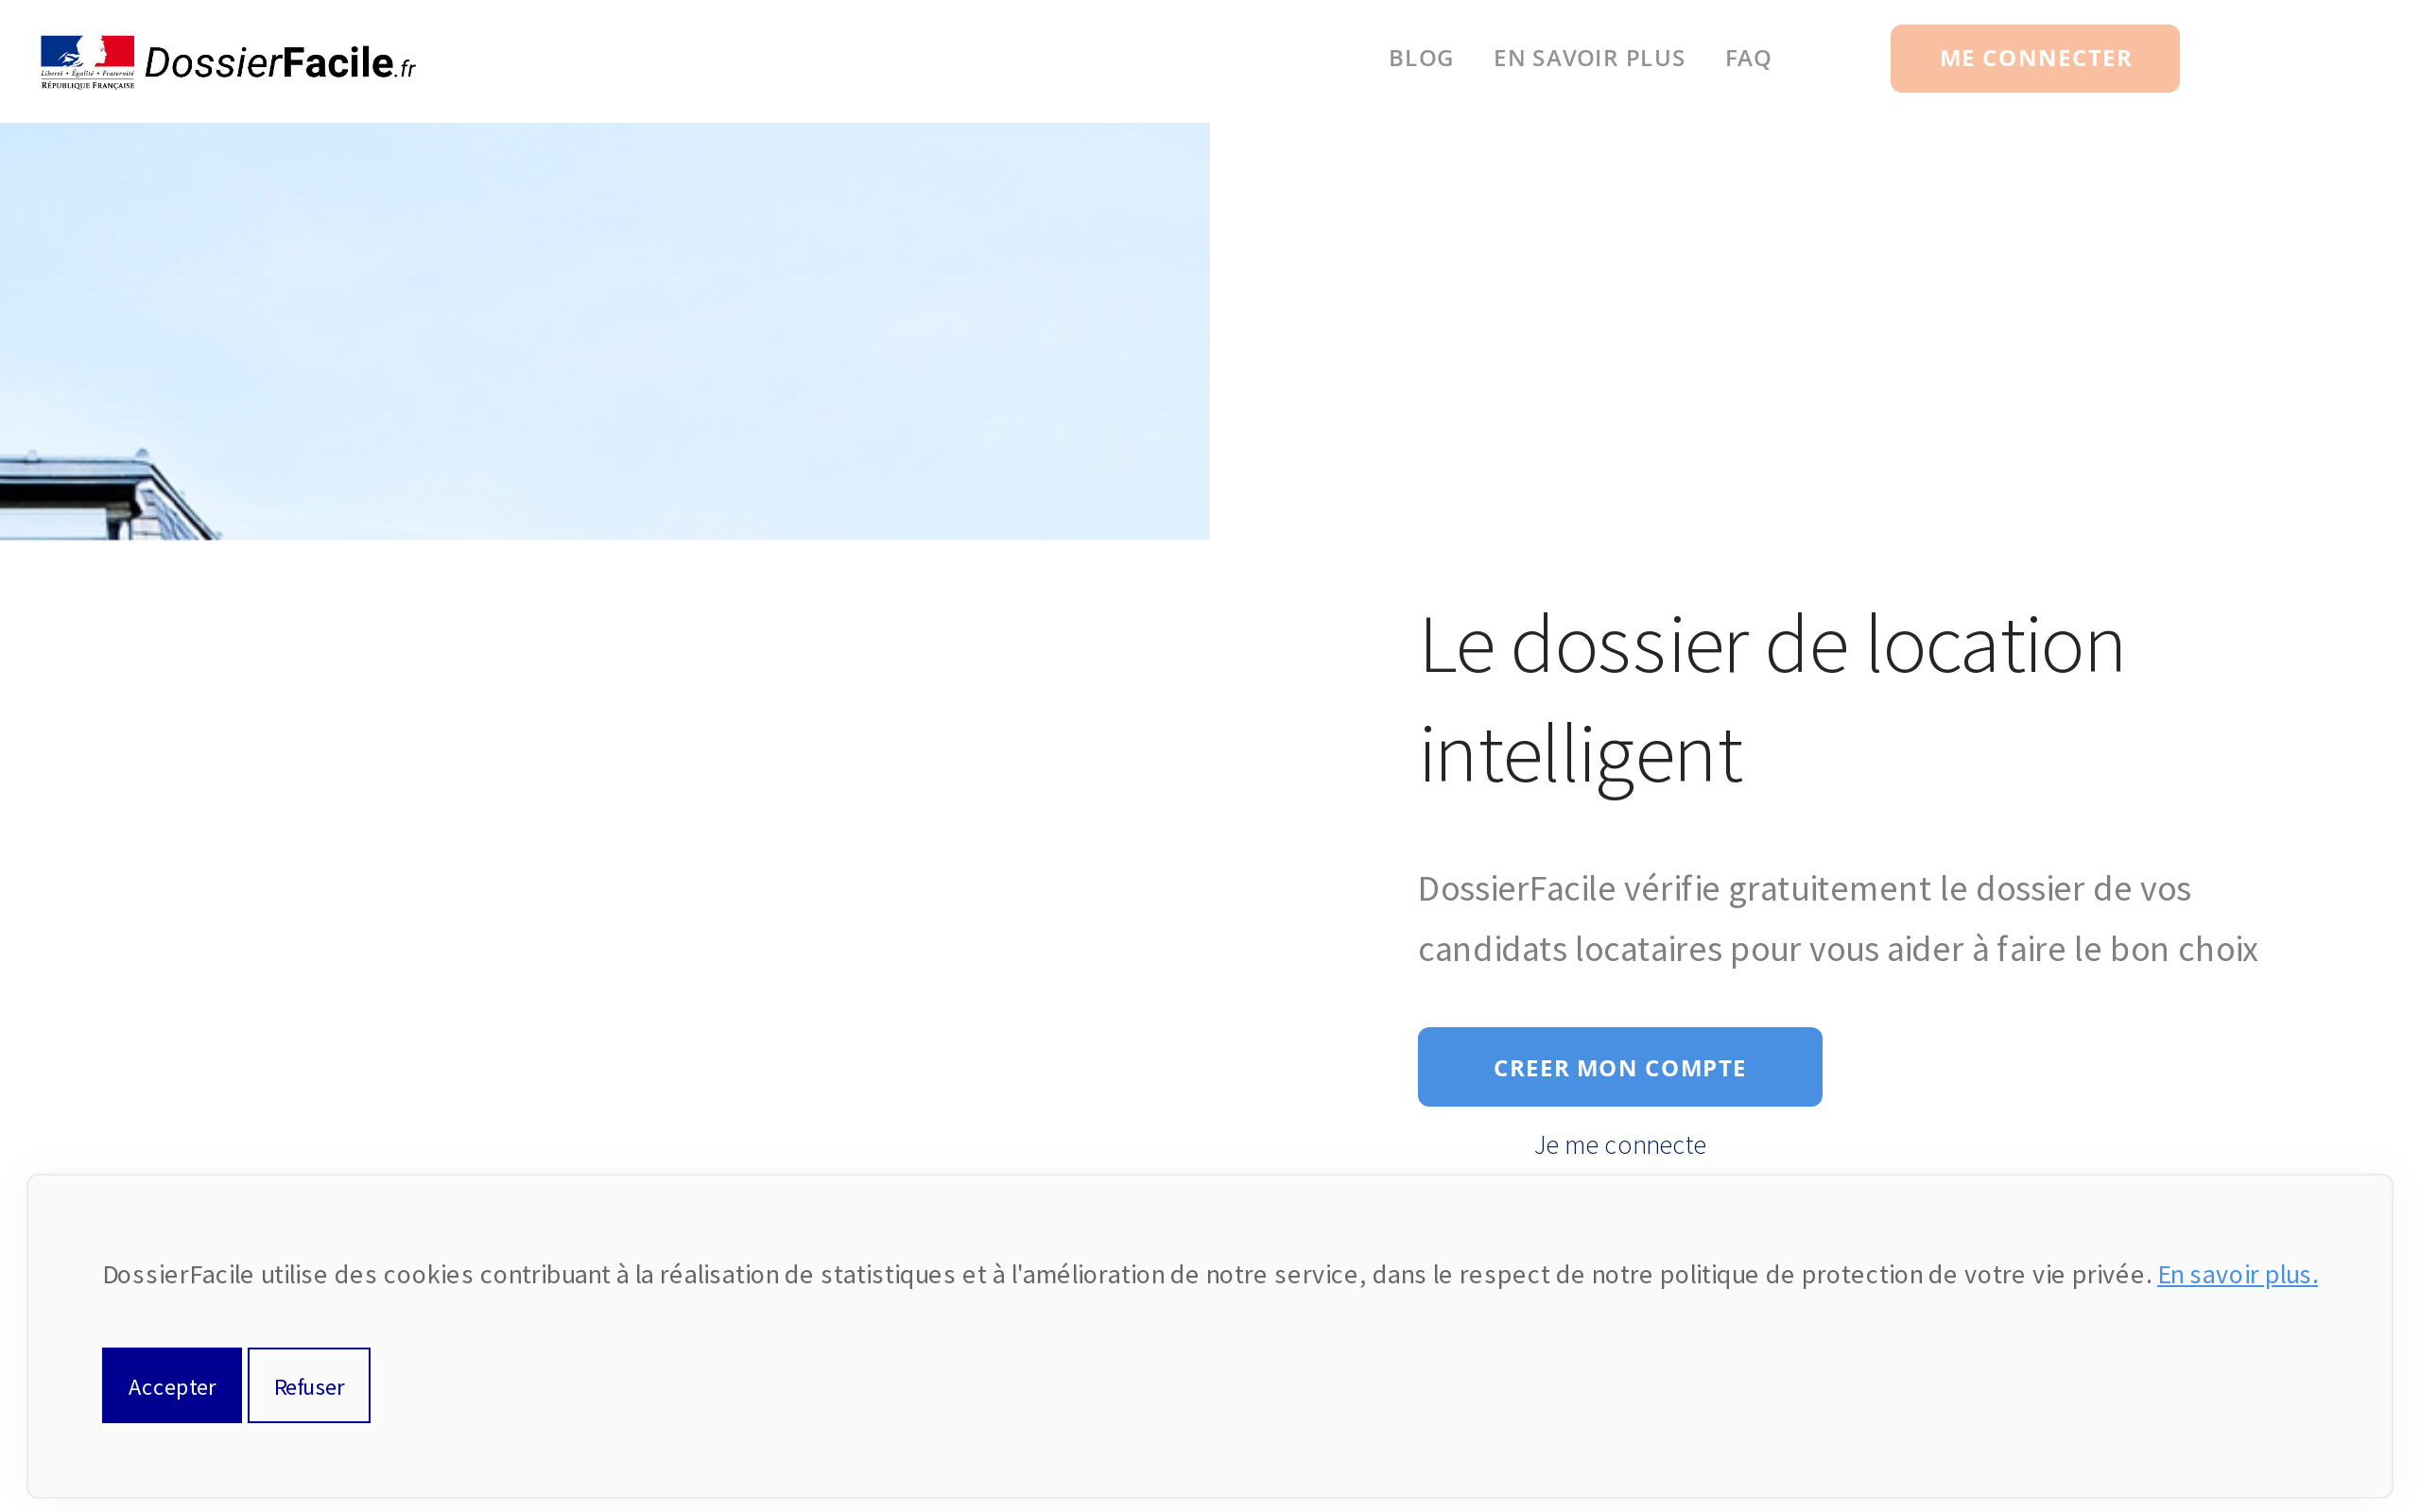 Liberté • Égalité • Fraternité
RÉPUBLIQUE FRANÇAISE
DossierFacile.fr
BLOG EN SAVOIR PLUS FAQ ME CONNECTER
Le dossier de location
intelligent
DossierFacile vérifie gratuitement le dossier de vos
candidats locataires pour vous aider à faire le bon choix
CREER MON COMPTE
Je me connecte
DossierFacile utilise des cookies contribuant à la réalisation de statistiques et à l'amélioration de notre service, dans le respect de notre politique de protection de votre vie privée. En savoir plus.
Accepter Refuser